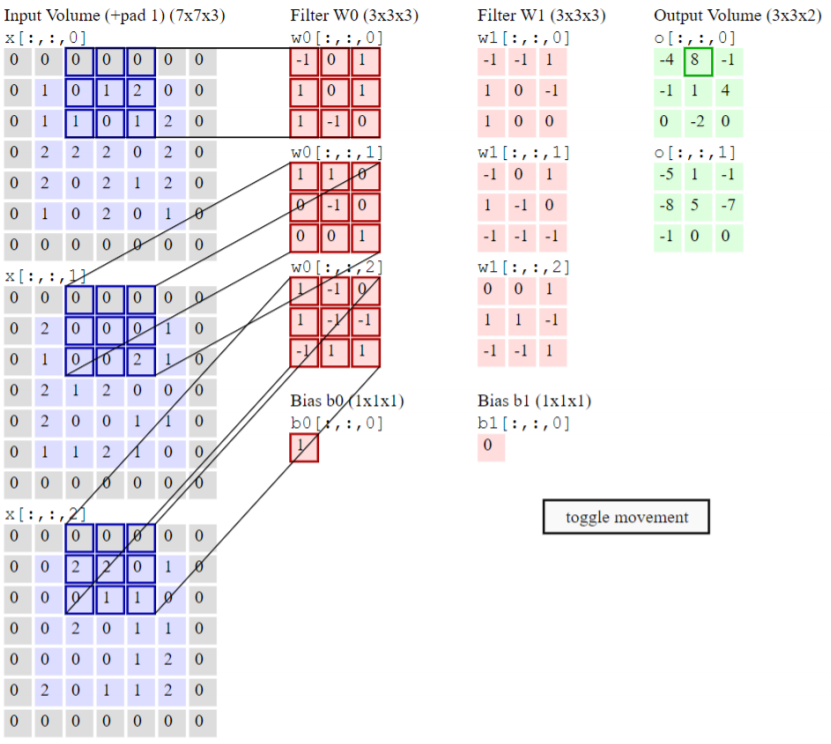 Input Volume (+pad 1) (7x7x3) Filter W0 (3x3x3) Filter W1 (3x3x3) Output Volume (3x3x2)
x[:,:,0] w0[:,:,0] w1[:,:,0] o[:,:,0]
0 0 0 0 0 0 0 -1 0 1 -1 -1 1 -4 8 -1
0 1 0 1 2 0 0 1 0 1 1 0 -1 -1 1 4
0 1 1 0 1 2 0 1 -1 0 1 0 0 0 -2 0
0 2 2 2 0 2 0 w0[:,:,1] w1[:,:,1] o[:,:,1]
0 2 0 2 1 2 0 1 1 0 -1 0 1 -5 1 -1
0 1 0 2 0 1 0 0 -1 0 1 -1 0 -8 5 -7
0 0 0 0 0 0 0 0 0 1 -1 -1 -1 -1 0 0
x[:,:,1] w0[:,:,2] w1[:,:,2]
0 0 0 0 0 0 0 1 -1 0 0 0 1
0 2 0 0 0 1 0 1 -1 -1 1 1 -1
0 1 0 0 2 1 0 -1 1 1 -1 -1 1
0 2 1 2 0 0 0 Bias b0 (1x1x1) Bias b1 (1x1x1)
0 2 0 0 1 1 0 b0[:,:,0] b1[:,:,0]
0 1 1 2 1 0 0 1 0
0 0 0 0 0 0 0
x[:,:,2] toggle movement
0 0 0 0 0 0 0
0 0 2 2 0 1 0
0 0 0 1 1 0 0
0 0 2 0 1 1 0
0 0 0 0 1 2 0
0 2 0 1 1 2 0
0 0 0 0 0 0 0